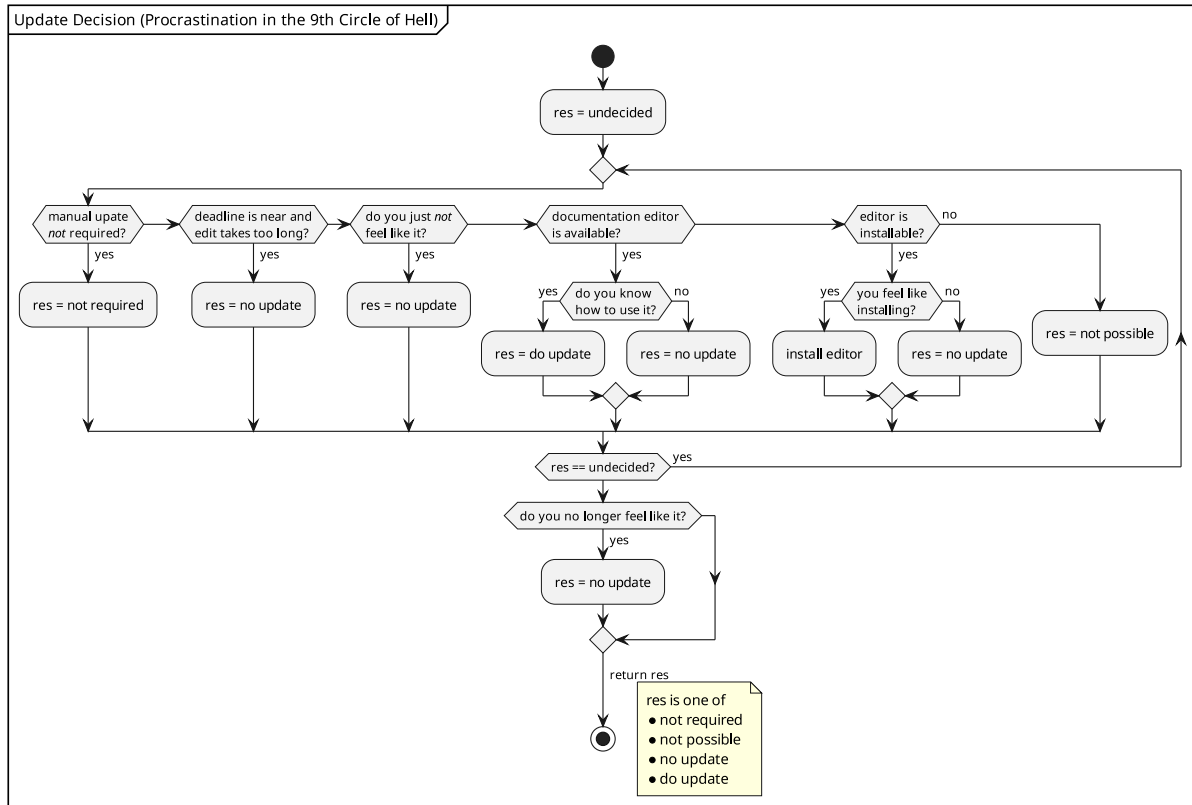 Update Decision (Procrastination in the 9th Circle of Hell)
res = undecided
manual upate
not required?
deadline is near and
edit takes too long?
do you just not
feel like it?
documentation editor
is available?
editor is
installable?
no
yes
res = not required
yes
res = no update
yes
res = no update
yes
yes
do you know
how to use it?
no
res = do update
res = no update
yes
yes
you feel like
installing?
no
install editor
res = no update
res = not possible
res == undecided?
yes
do you no longer feel like it?
yes
res = no update
return res
res is one of
• not required
• not possible
• no update
• do update